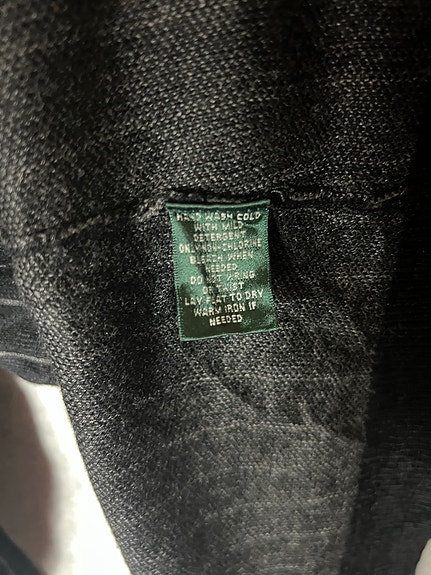 HAND WASH COLD
WITH MILD
DETERGENT
ONLY NON-CHLORINE
BLEACH WHEN
NEEDED
DO NOT WRING
OR TWIST
LAY FLAT TO DRY
WARM IRON IF
NEEDED